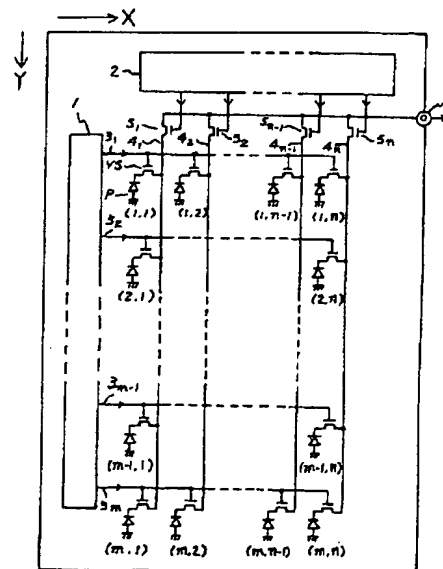 X
Y
2
1
S₁
S₂
Sₙ₋₁
Sₙ
4₁
4₂
4ₙ₋₁
4ₙ
3₁
VS
P
(1,1)
(1,2)
(1,n-1)
(1,n)
3₂
(2,1)
(2,n)
3ₘ₋₁
(m-1,1)
(m-1,n)
3ₘ
(m,1)
(m,2)
(m,n-1)
(m,n)